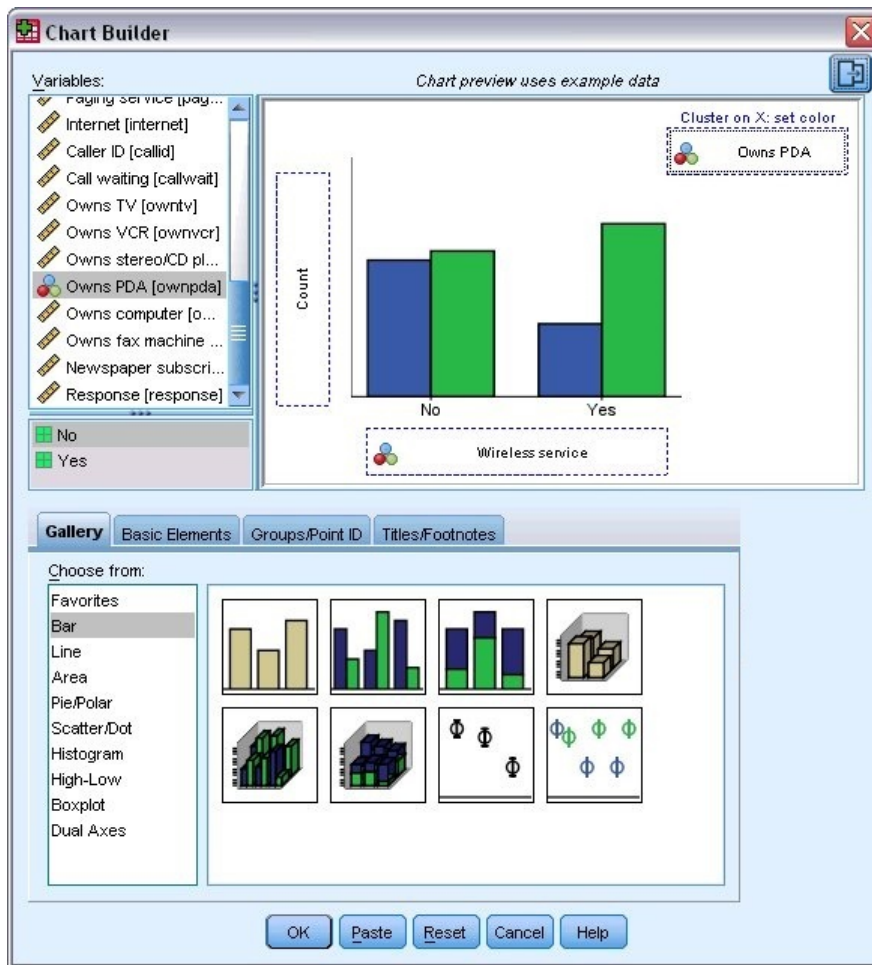 Chart Builder
Variables:
Chart preview uses example data
Paging service [pag...
Internet [internet]
Caller ID [callid]
Call waiting [callwait]
Owns TV [owntv]
Owns VCR [ownvcr]
Owns stereo/CD pl...
Owns PDA [ownpda]
Owns computer [o...
Owns fax machine ...
Newspaper subscri...
Response [response]
No
Yes
Cluster on X: set color
Owns PDA
Count
No Yes
Wireless service
Gallery Basic Elements Groups/Point ID Titles/Footnotes
Choose from:
Favorites
Bar
Line
Area
Pie/Polar
Scatter/Dot
Histogram
High-Low
Boxplot
Dual Axes
OK Paste Reset Cancel Help